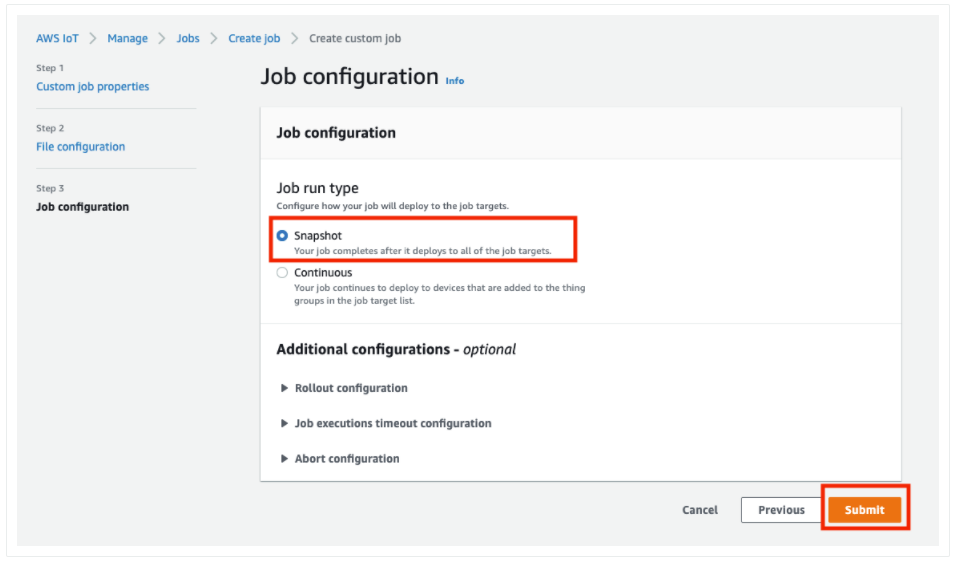 AWS IoT > Manage > Jobs > Create job > Create custom job
Step 1
Custom job properties
Step 2
File configuration
Step 3
Job configuration
Job configuration Info
Job configuration
Job run type
Configure how your job will deploy to the job targets.
Snapshot
Your job completes after it deploys to all of the job targets.
Continuous
Your job continues to deploy to devices that are added to the thing
groups in the job target list.
Additional configurations - optional
Rollout configuration
Job executions timeout configuration
Abort configuration
Cancel Previous Submit